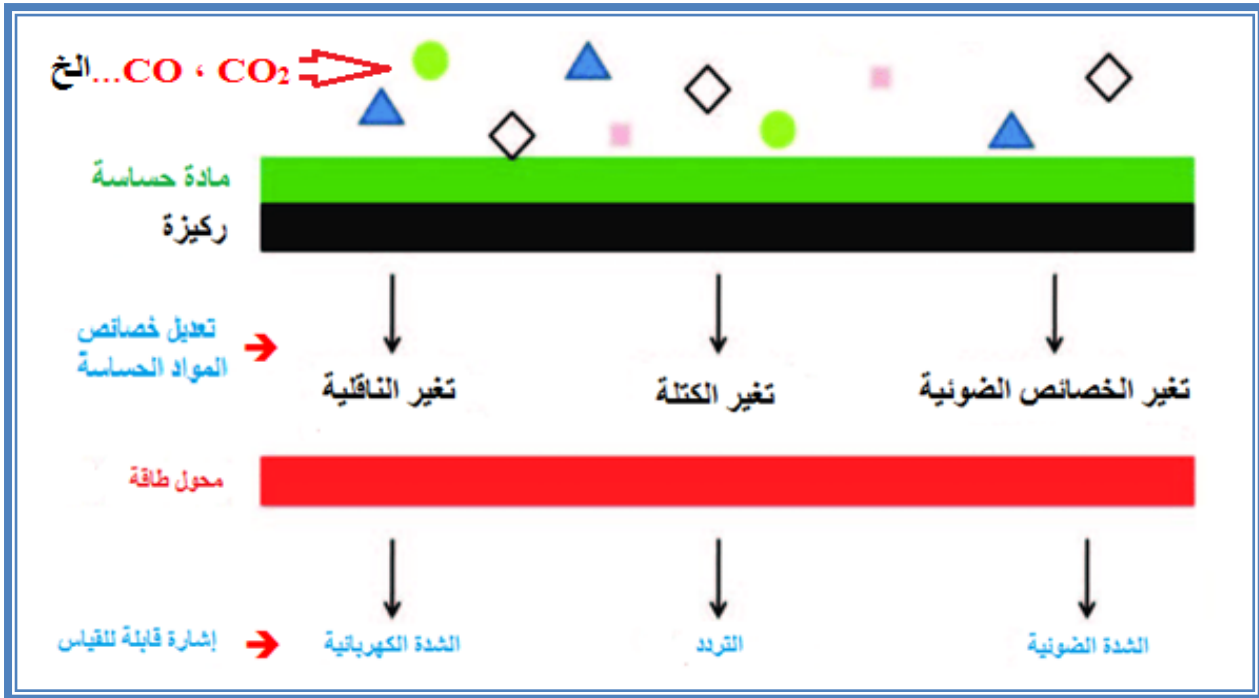 CO ، CO₂...الخ
مادة حساسة
ركيزة
تعديل خصائص
المواد الحساسة
تغير الناقلية
تغير الكتلة
تغير الخصائص الضوئية
محول طاقة
إشارة قابلة للقياس
الشدة الكهربائية
التردد
الشدة الضوئية